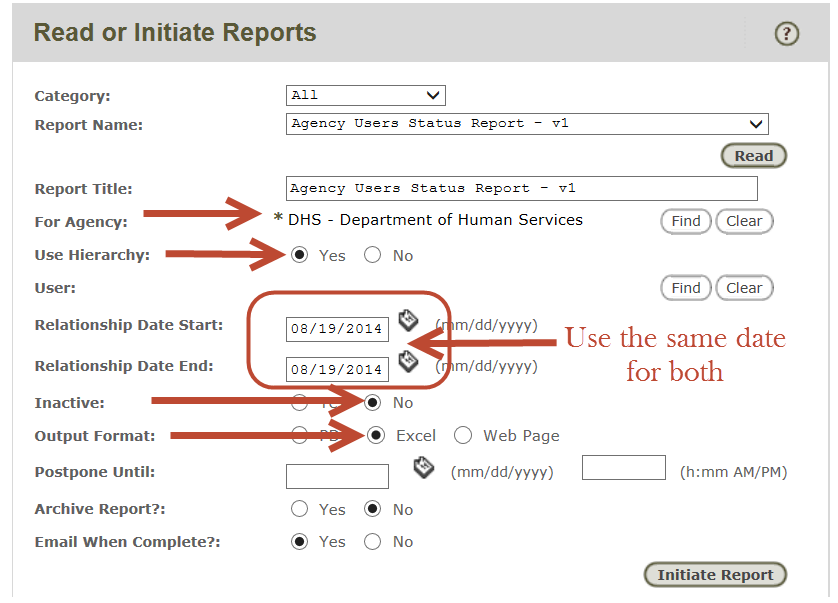 Read or Initiate Reports ?
Category: All
Report Name: Agency Users Status Report - v1
Read
Report Title: Agency Users Status Report - v1
For Agency: * DHS - Department of Human Services Find Clear
Use Hierarchy: Yes No
User: Find Clear
Relationship Date Start: 08/19/2014 (mm/dd/yyyy)
Use the same date
for both
Relationship Date End: 08/19/2014 (mm/dd/yyyy)
Inactive: No
Output Format: Excel Web Page
Postpone Until: (mm/dd/yyyy) (h:mm AM/PM)
Archive Report?: Yes No
Email When Complete?: Yes No
Initiate Report